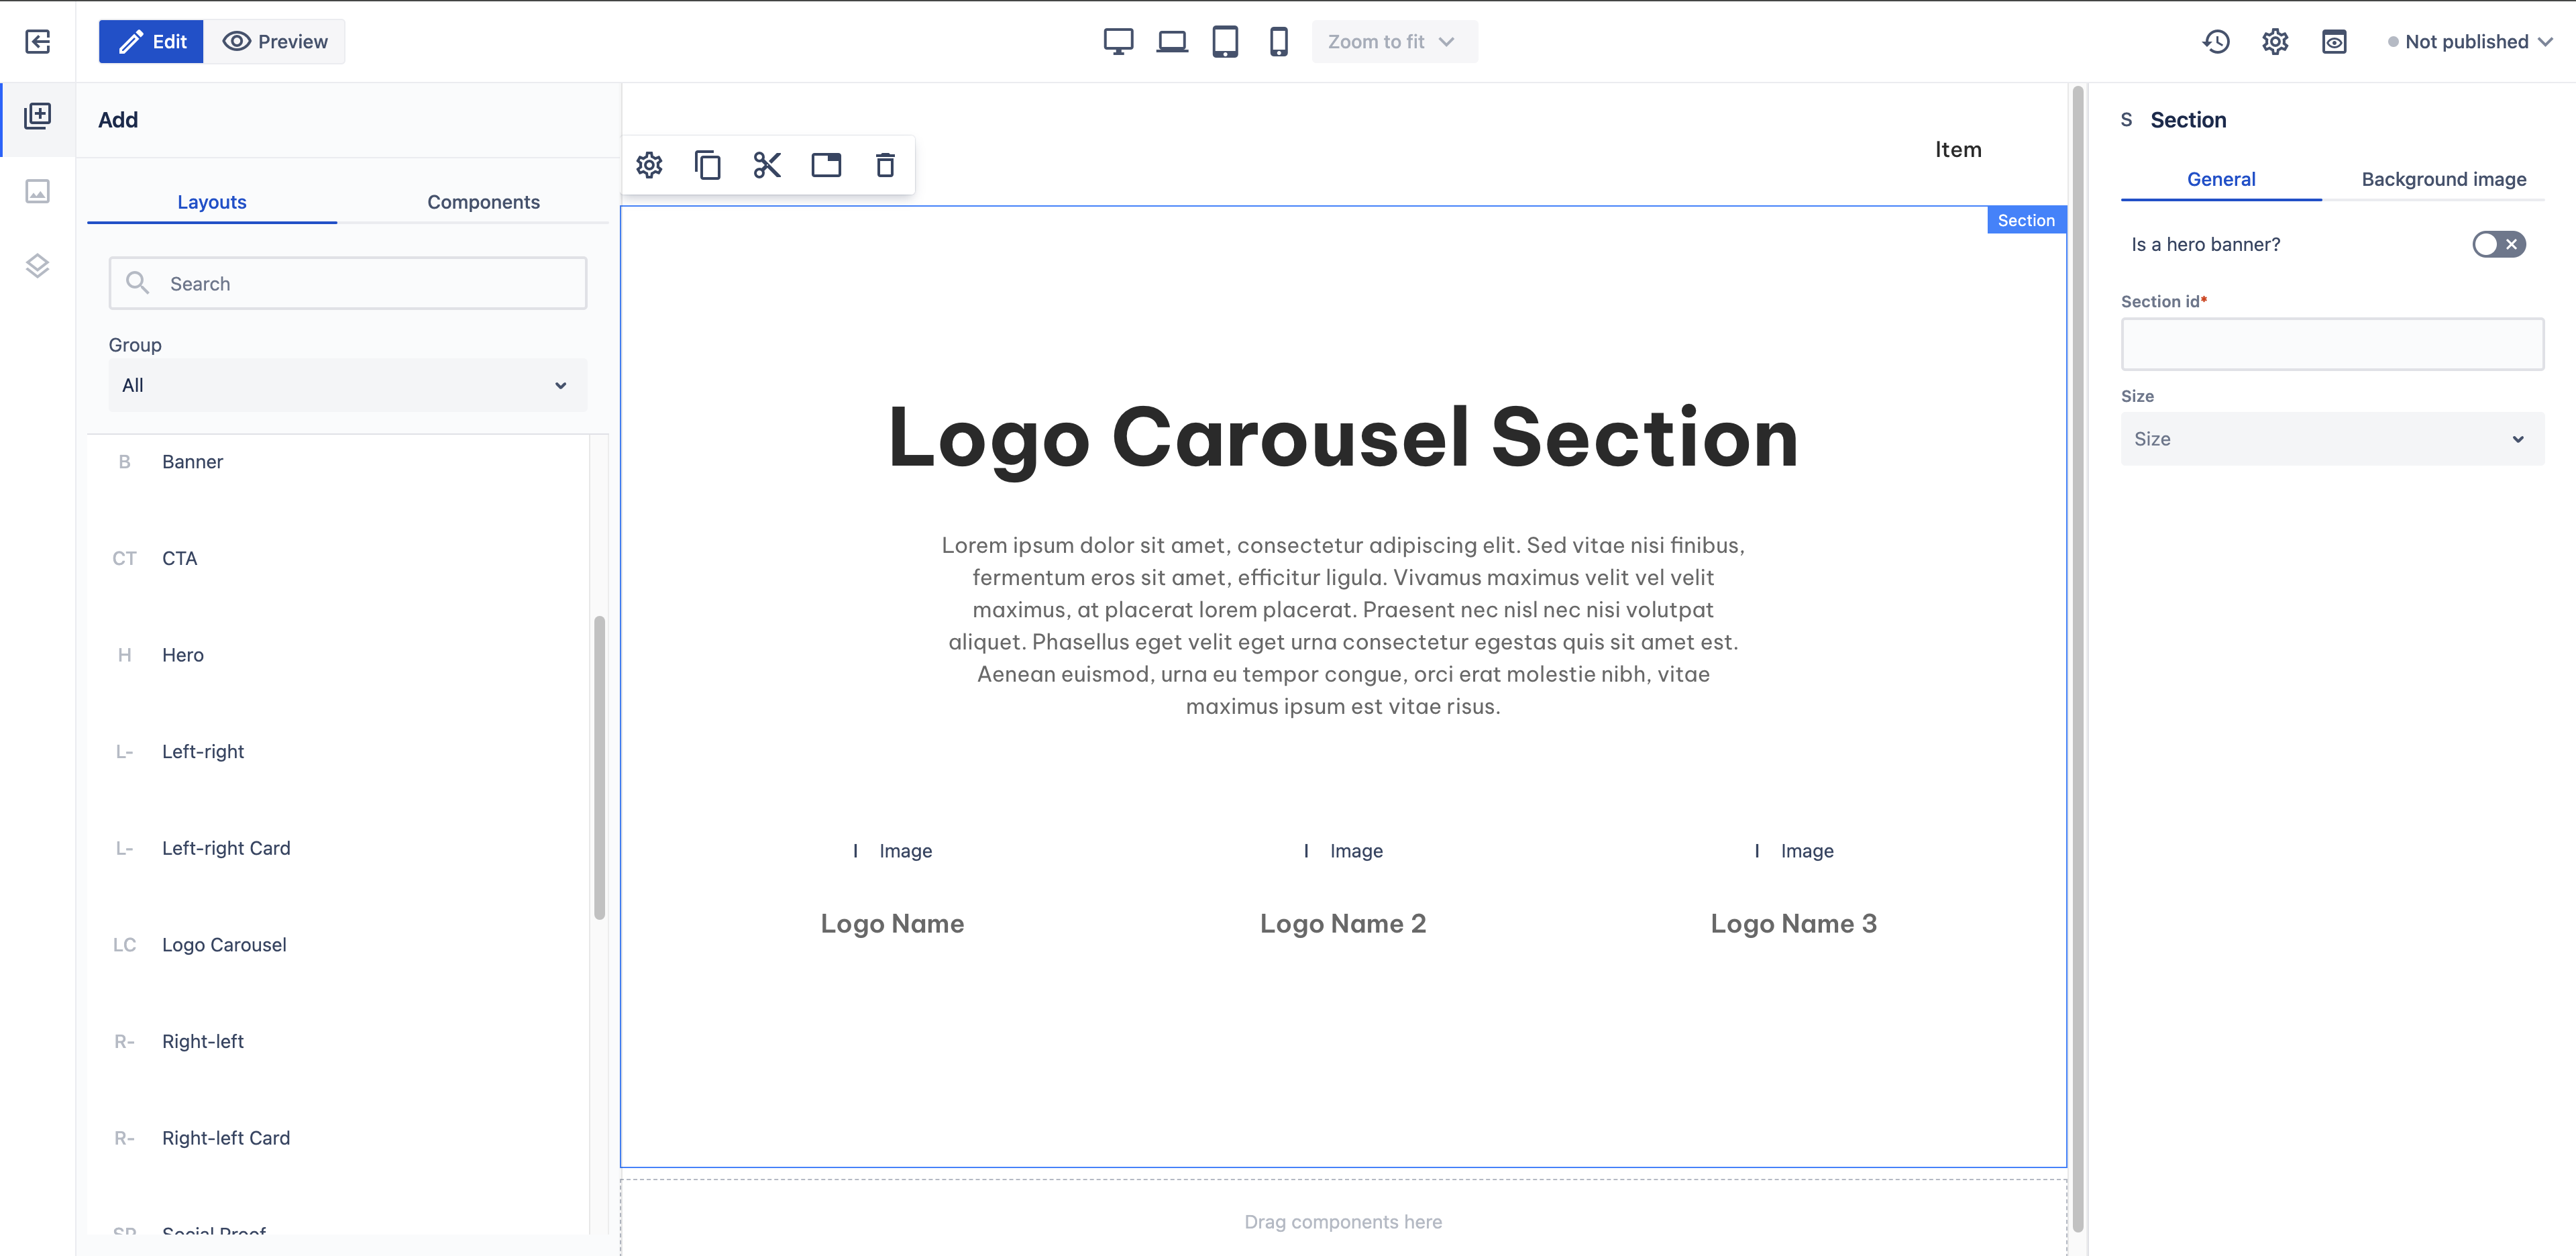 Edit
Preview
Zoom to fit
Not published
Add
Layouts
Components
Search
Group
All
B Banner
CT CTA
H Hero
L- Left-right
L- Left-right Card
LC Logo Carousel
R- Right-left
R- Right-left Card
SP Social Proof
Item
Section
Logo Carousel Section
Lorem ipsum dolor sit amet, consectetur adipiscing elit. Sed vitae nisi finibus,
fermentum eros sit amet, efficitur ligula. Vivamus maximus velit vel velit
maximus, at placerat lorem placerat. Praesent nec nisl nec nisi volutpat
aliquet. Phasellus eget velit eget urna consectetur egestas quis sit amet est.
Aenean euismod, urna eu tempor congue, orci erat molestie nibh, vitae
maximus ipsum est vitae risus.
I Image
I Image
I Image
Logo Name
Logo Name 2
Logo Name 3
Drag components here
S Section
General
Background image
Is a hero banner?
Section id*
Size
Size